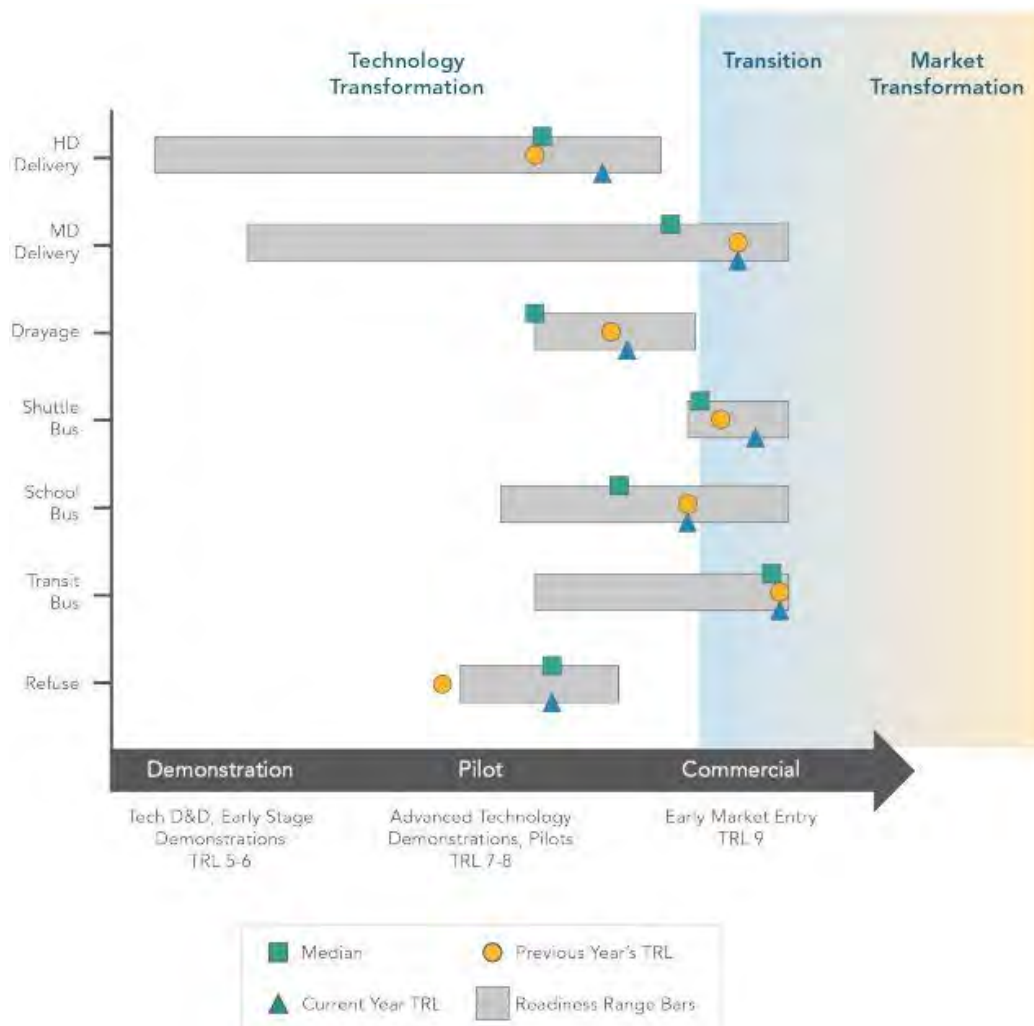 Technology
Transformation
Transition
Market
Transformation
HD
Delivery
MD
Delivery
Drayage
Shuttle
Bus
School
Bus
Transit
Bus
Refuse
Demonstration
Pilot
Commercial
Tech D&D, Early Stage
Demonstrations
TRL 5-6
Advanced Technology
Demonstrations, Pilots
TRL 7-8
Early Market Entry
TRL 9
Median
Previous Year's TRL
Current Year TRL
Readiness Range Bars